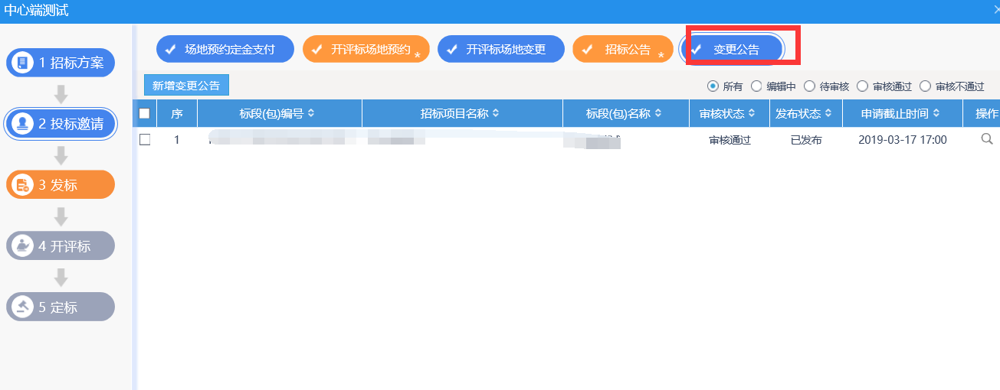 中心端测试
1 招标方案
2 投标邀请
3 发标
4 开评标
5 定标
场地预约定金支付 开评标场地预约 * 开评标场地变更 招标公告 * 变更公告
新增变更公告 所有 编辑中 待审核 审核通过 审核不通过
序 标段(包)编号 招标项目名称 标段(包)名称 审核状态 发布状态 申请截止时间 操作
1 审核通过 已发布 2019-03-17 17:00